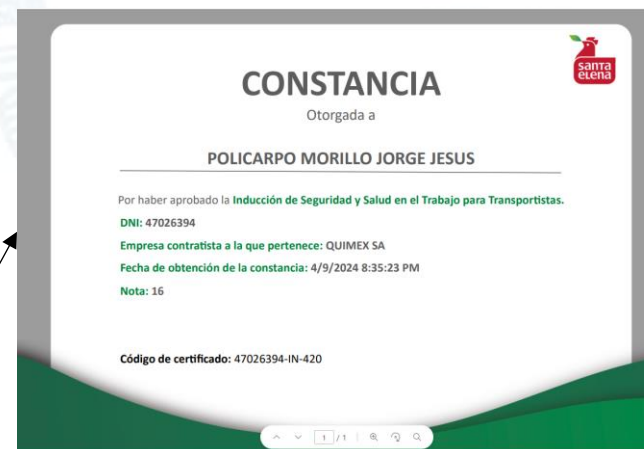 santa
elena
CONSTANCIA
Otorgada a
POLICARPO MORILLO JORGE JESUS
Por haber aprobado la Inducción de Seguridad y Salud en el Trabajo para Transportistas.
DNI: 47026394
Empresa contratista a la que pertenece: QUIMEX SA
Fecha de obtención de la constancia: 4/9/2024 8:35:23 PM
Nota: 16
Código de certificado: 47026394-IN-420
1 / 1